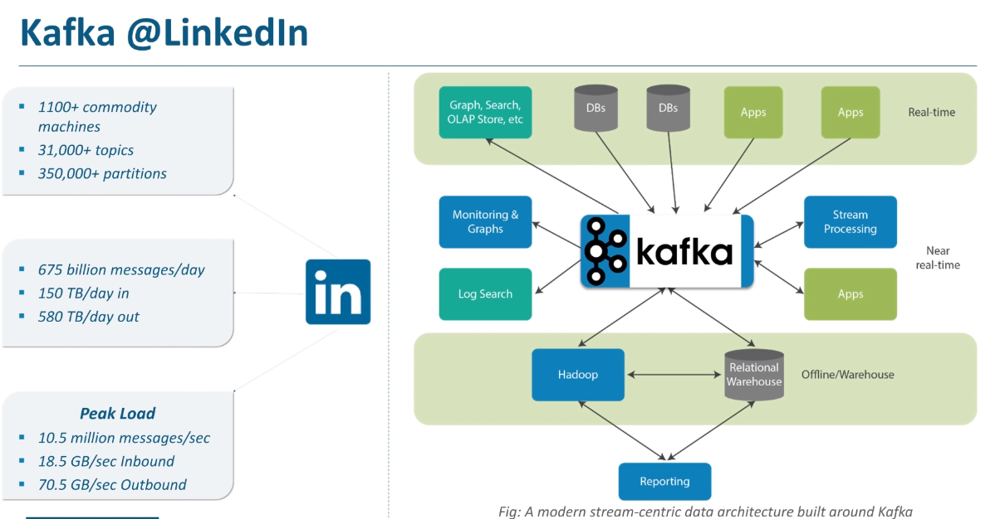 Kafka @LinkedIn
1100+ commodity
machines
31,000+ topics
350,000+ partitions
675 billion messages/day
150 TB/day in
580 TB/day out
Peak Load
10.5 million messages/sec
18.5 GB/sec Inbound
70.5 GB/sec Outbound
in
Graph, Search,
OLAP Store, etc
DBs
DBs
Apps
Apps
Real-time
Monitoring &
Graphs
Log Search
kafka
Stream
Processing
Apps
Near
real-time
Hadoop
Relational
Warehouse
Offline/Warehouse
Reporting
Fig: A modern stream-centric data architecture built around Kafka